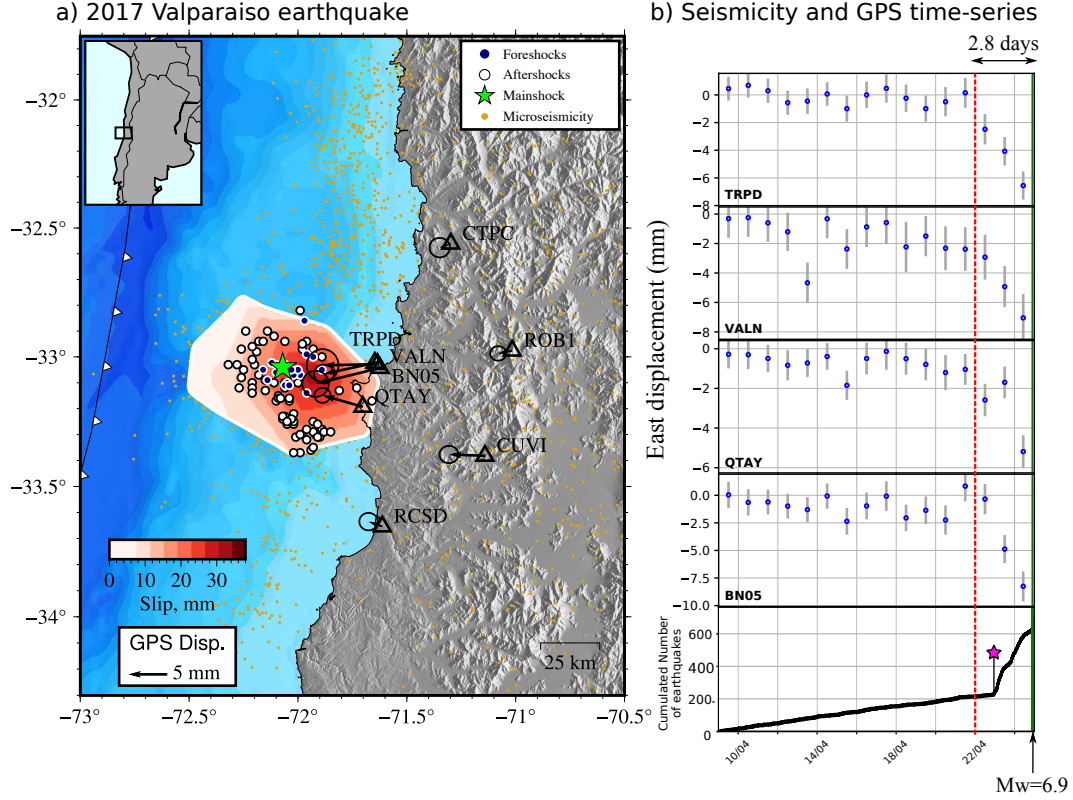 a) 2017 Valparaiso earthquake
Foreshocks
Aftershocks
Mainshock
Microseismicity
−32°
−32.5°
−33°
−33.5°
−34°
CTPC
ROB1
TRPD
VALN
BN05
QTAY
CUVI
RCSD
0 10 20 30
Slip, mm
GPS Disp.
5 mm
25 km
−73 −72.5 −72 −71.5 −71 −70.5
b) Seismicity and GPS time-series
2.8 days
East displacement (mm)
0
−2
−4
−6
−8
TRPD
0
−2
−4
−6
−8
VALN
0
−2
−4
−6
QTAY
0.0
−2.5
−5.0
−7.5
−10.0
BN05
Cumulated Number
of earthquakes
600
400
200
0
10/04 14/04 18/04 22/04
Mw=6.9